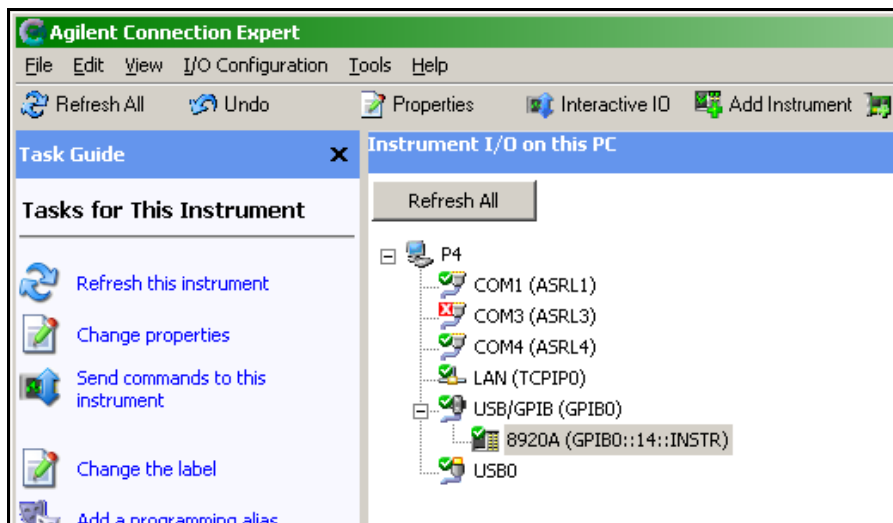 Agilent Connection Expert
File Edit View I/O Configuration Tools Help
Refresh All Undo Properties Interactive IO Add Instrument
Task Guide X
Tasks for This Instrument
Refresh this instrument
Change properties
Send commands to this
instrument
Change the label
Add a programming alias
Instrument I/O on this PC
Refresh All
P4
COM1 (ASRL1)
COM3 (ASRL3)
COM4 (ASRL4)
LAN (TCPIP0)
USB/GPIB (GPIB0)
8920A (GPIB0::14::INSTR)
USB0